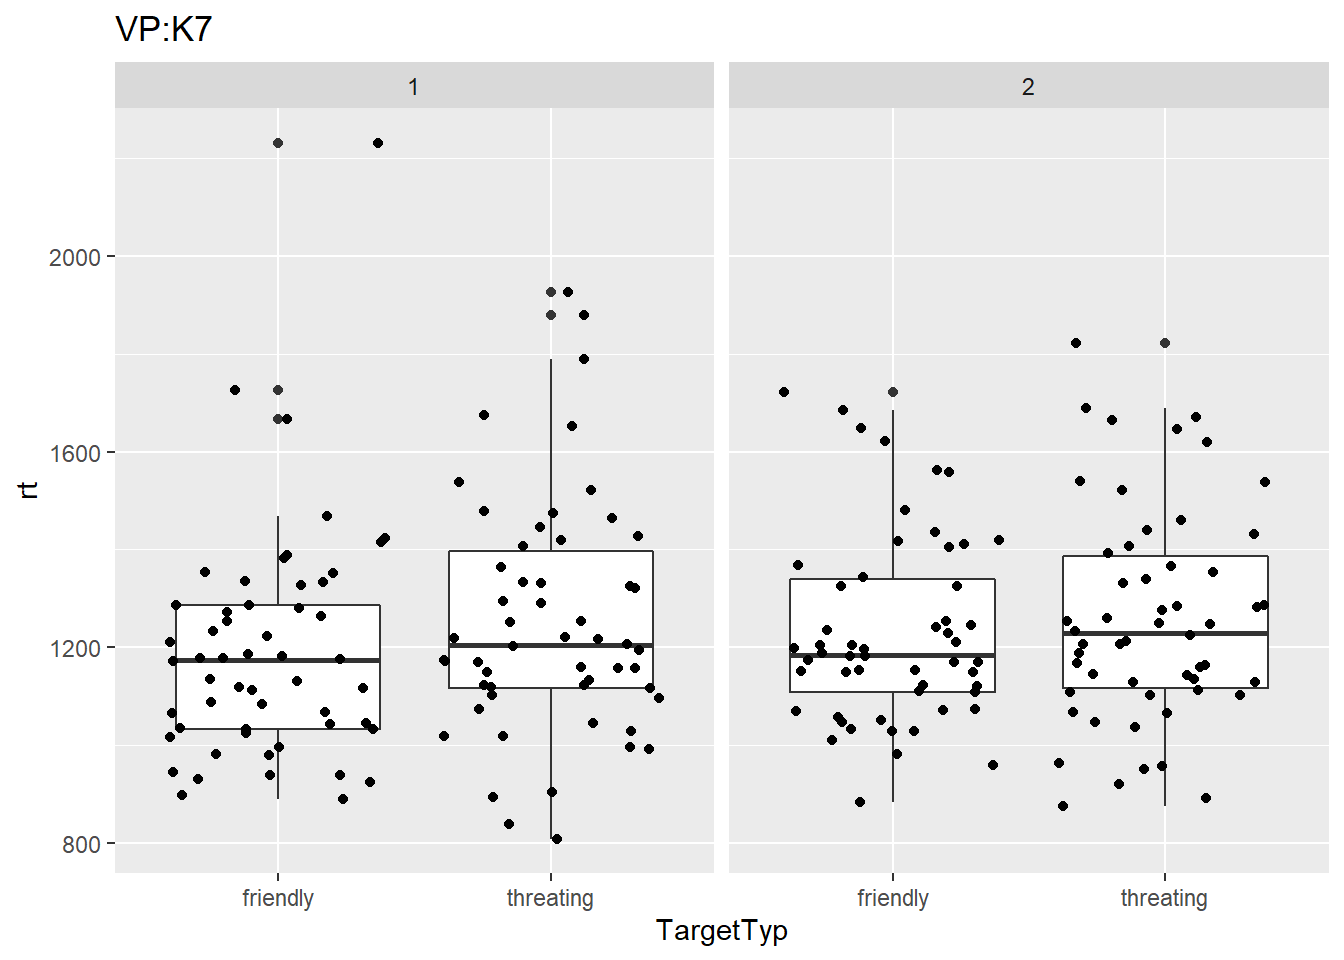 VP:K7
1
2
rt
2000
1600
1200
800
friendly
threating
friendly
threating
TargetTyp